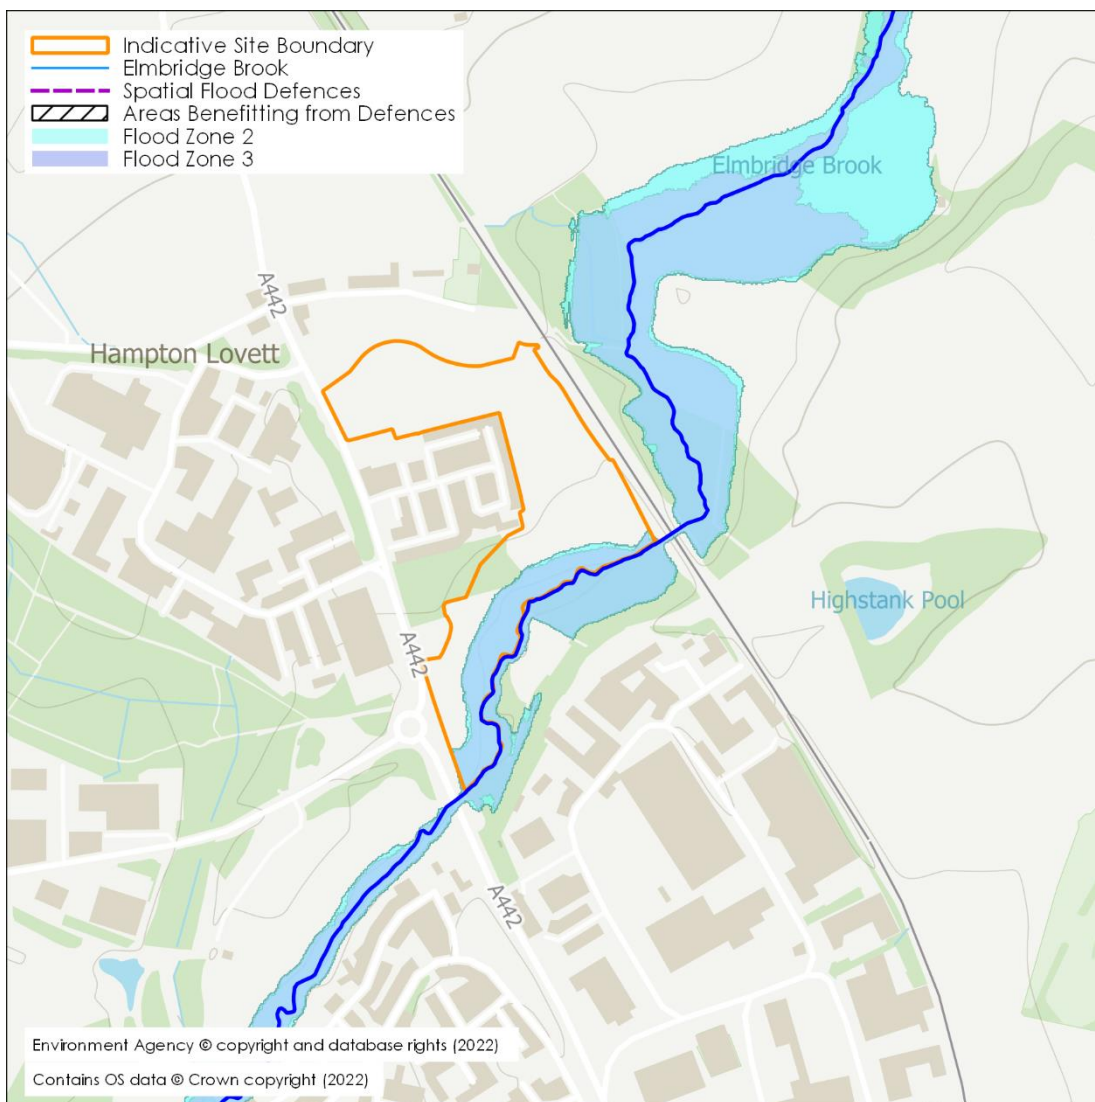 Indicative Site Boundary
Elmbridge Brook
Spatial Flood Defences
Areas Benefitting from Defences
Flood Zone 2
Flood Zone 3
Elmbridge Brook
A442
Hampton Lovett
Highstank Pool
A442
A442
Environment Agency © copyright and database rights (2022)
Contains OS data © Crown copyright (2022)